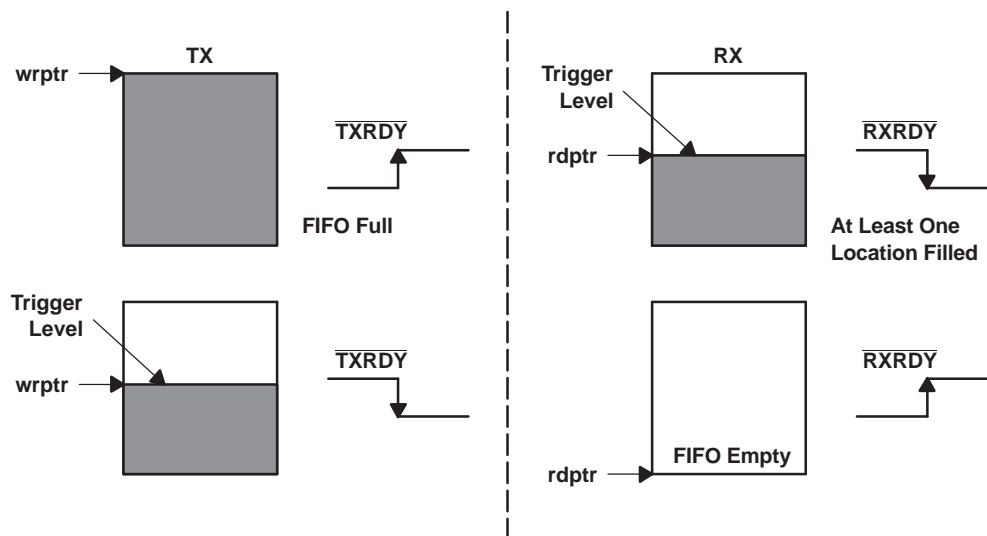 TX
wrptr
TXRDY
FIFO Full
Trigger
Level
wrptr
TXRDY
RX
Trigger
Level
rdptr
RXRDY
At Least One
Location Filled
RXRDY
FIFO Empty
rdptr